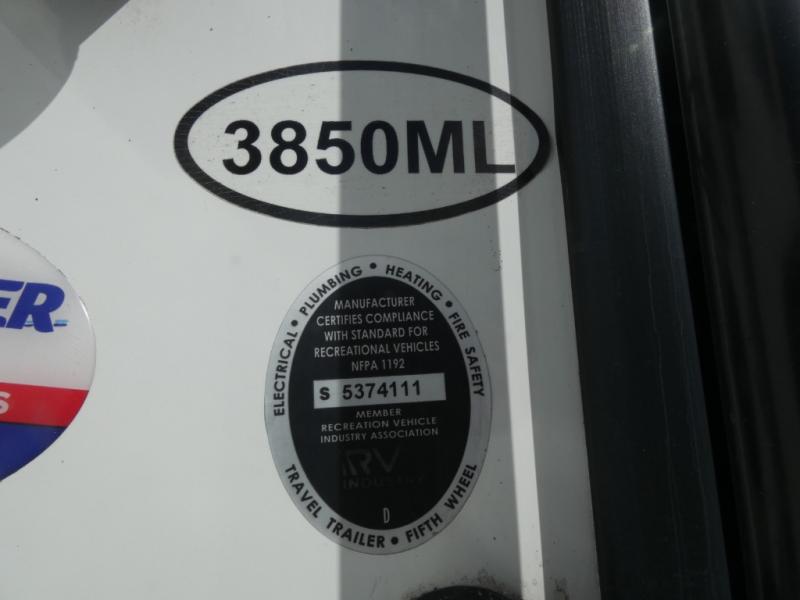 3850ML
ER
S
ELECTRICAL • PLUMBING • HEATING • FIRE SAFETY
MANUFACTURER
CERTIFIES COMPLIANCE
WITH STANDARD FOR
RECREATIONAL VEHICLES
NFPA 1192
S 5374111
MEMBER
RECREATION VEHICLE
INDUSTRY ASSOCIATION
RV
INDUSTRY
D
TRAVEL TRAILER • FIFTH WHEEL